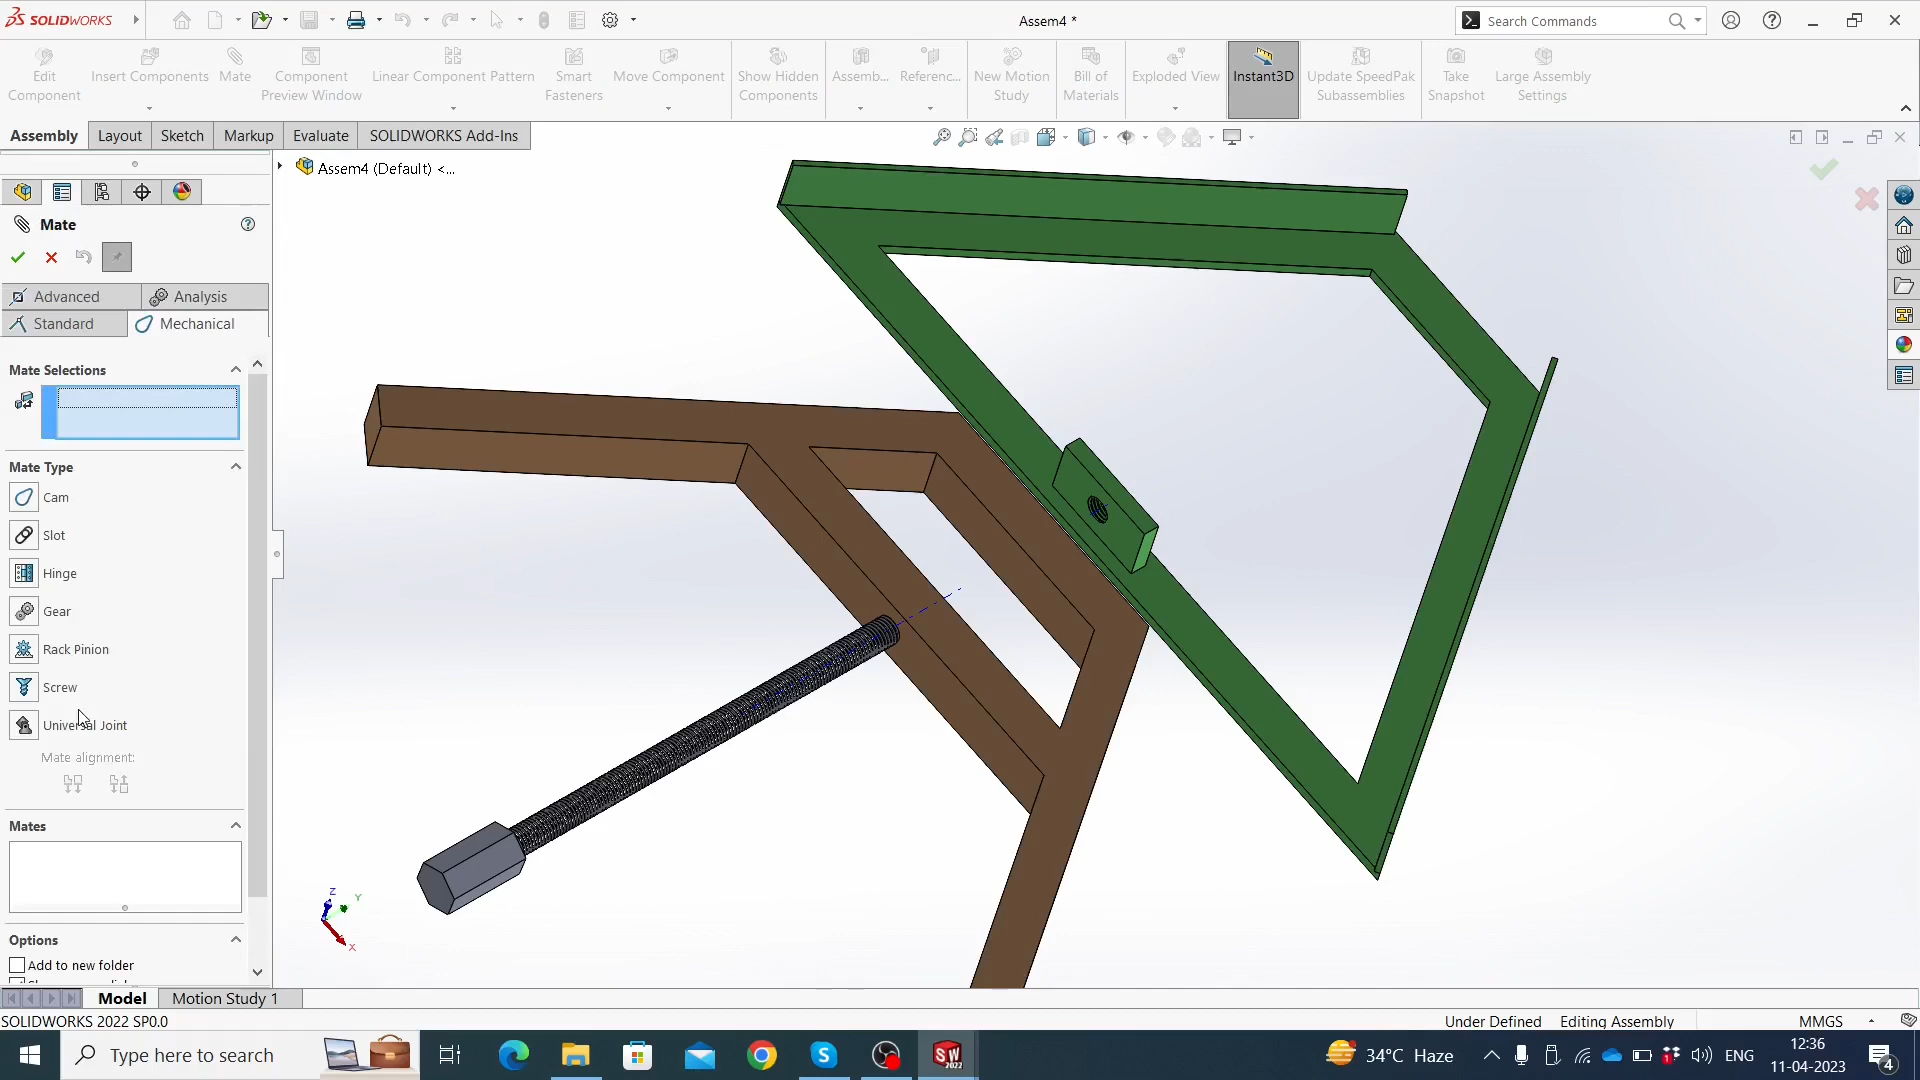 SOLIDWORKS
Assem4 *
Search Commands
Edit Component
Insert Components
Mate
Component Preview Window
Linear Component Pattern
Smart Fasteners
Move Component
Show Hidden Components
Assemb...
Referenc...
New Motion Study
Bill of Materials
Exploded View
Instant3D
Update SpeedPak Subassemblies
Take Snapshot
Large Assembly Settings
Assembly
Layout
Sketch
Markup
Evaluate
SOLIDWORKS Add-Ins
Assem4 (Default) <...
Mate
Advanced
Analysis
Standard
Mechanical
Mate Selections
Mate Type
Cam
Slot
Hinge
Gear
Rack Pinion
Screw
Universal Joint
Mate alignment:
Mates
Options
Add to new folder
Z
Y
X
Model
Motion Study 1
SOLIDWORKS 2022 SP0.0
Under Defined
Editing Assembly
MMGS
Type here to search
SW
2022
34°C Haze
ENG
12:36
11-04-2023
4